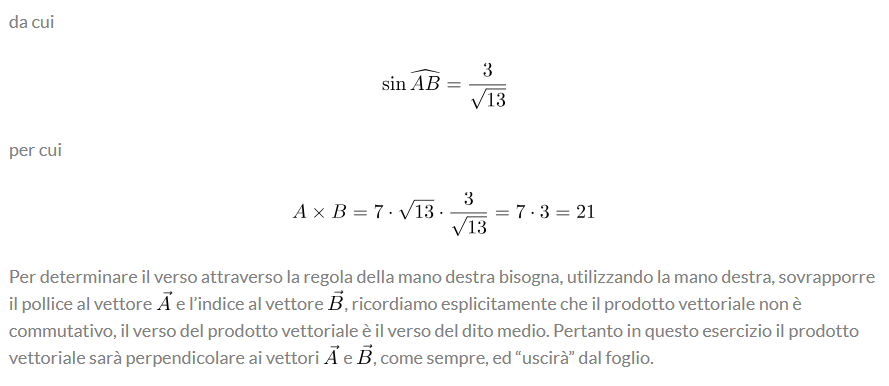 da cui
sin \widehat{AB} = \frac{3}{\sqrt{13}}
per cui
A × B = 7 · \sqrt{13} · \frac{3}{\sqrt{13}} = 7 · 3 = 21
Per determinare il verso attraverso la regola della mano destra bisogna, utilizzando la mano destra, sovrapporre
il pollice al vettore \vec{A} e l’indice al vettore \vec{B}, ricordiamo esplicitamente che il prodotto vettoriale non è
commutativo, il verso del prodotto vettoriale è il verso del dito medio. Pertanto in questo esercizio il prodotto
vettoriale sarà perpendicolare ai vettori \vec{A} e \vec{B}, come sempre, ed “uscirà” dal foglio.